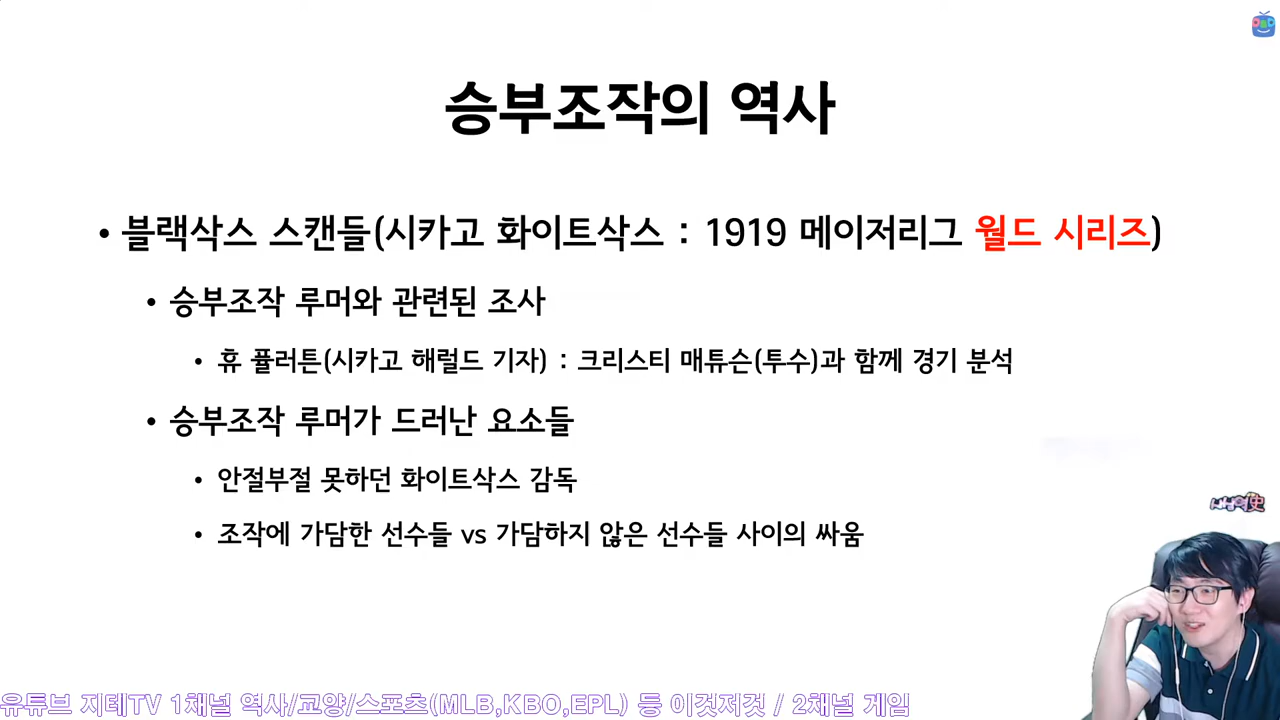 승부조작의 역사
• 블랙삭스 스캔들(시카고 화이트삭스 : 1919 메이저리그 월드 시리즈)
• 승부조작 루머와 관련된 조사
• 휴 퓰러튼(시카고 해럴드 기자) : 크리스티 매튜슨(투수)과 함께 경기 분석
• 승부조작 루머가 드러난 요소들
• 안절부절 못하던 화이트삭스 감독
• 조작에 가담한 선수들 vs 가담하지 않은 선수들 사이의 싸움
유튜브 지테TV 1채널 역사/교양/스포츠(MLB,KBO,EPL) 등 이것저것 / 2채널 게임